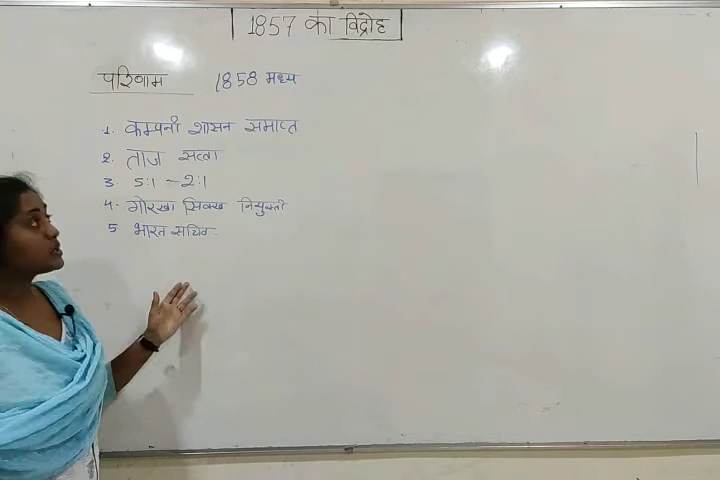 1857 का विद्रोह
परिणाम 1858 मध्य
1. कम्पनी शासन समाप्त
2. ताज सत्ता
3. 5:1 – 2:1
4. गोरखा सिक्ख नियुक्ती
5 भारत सचिव.